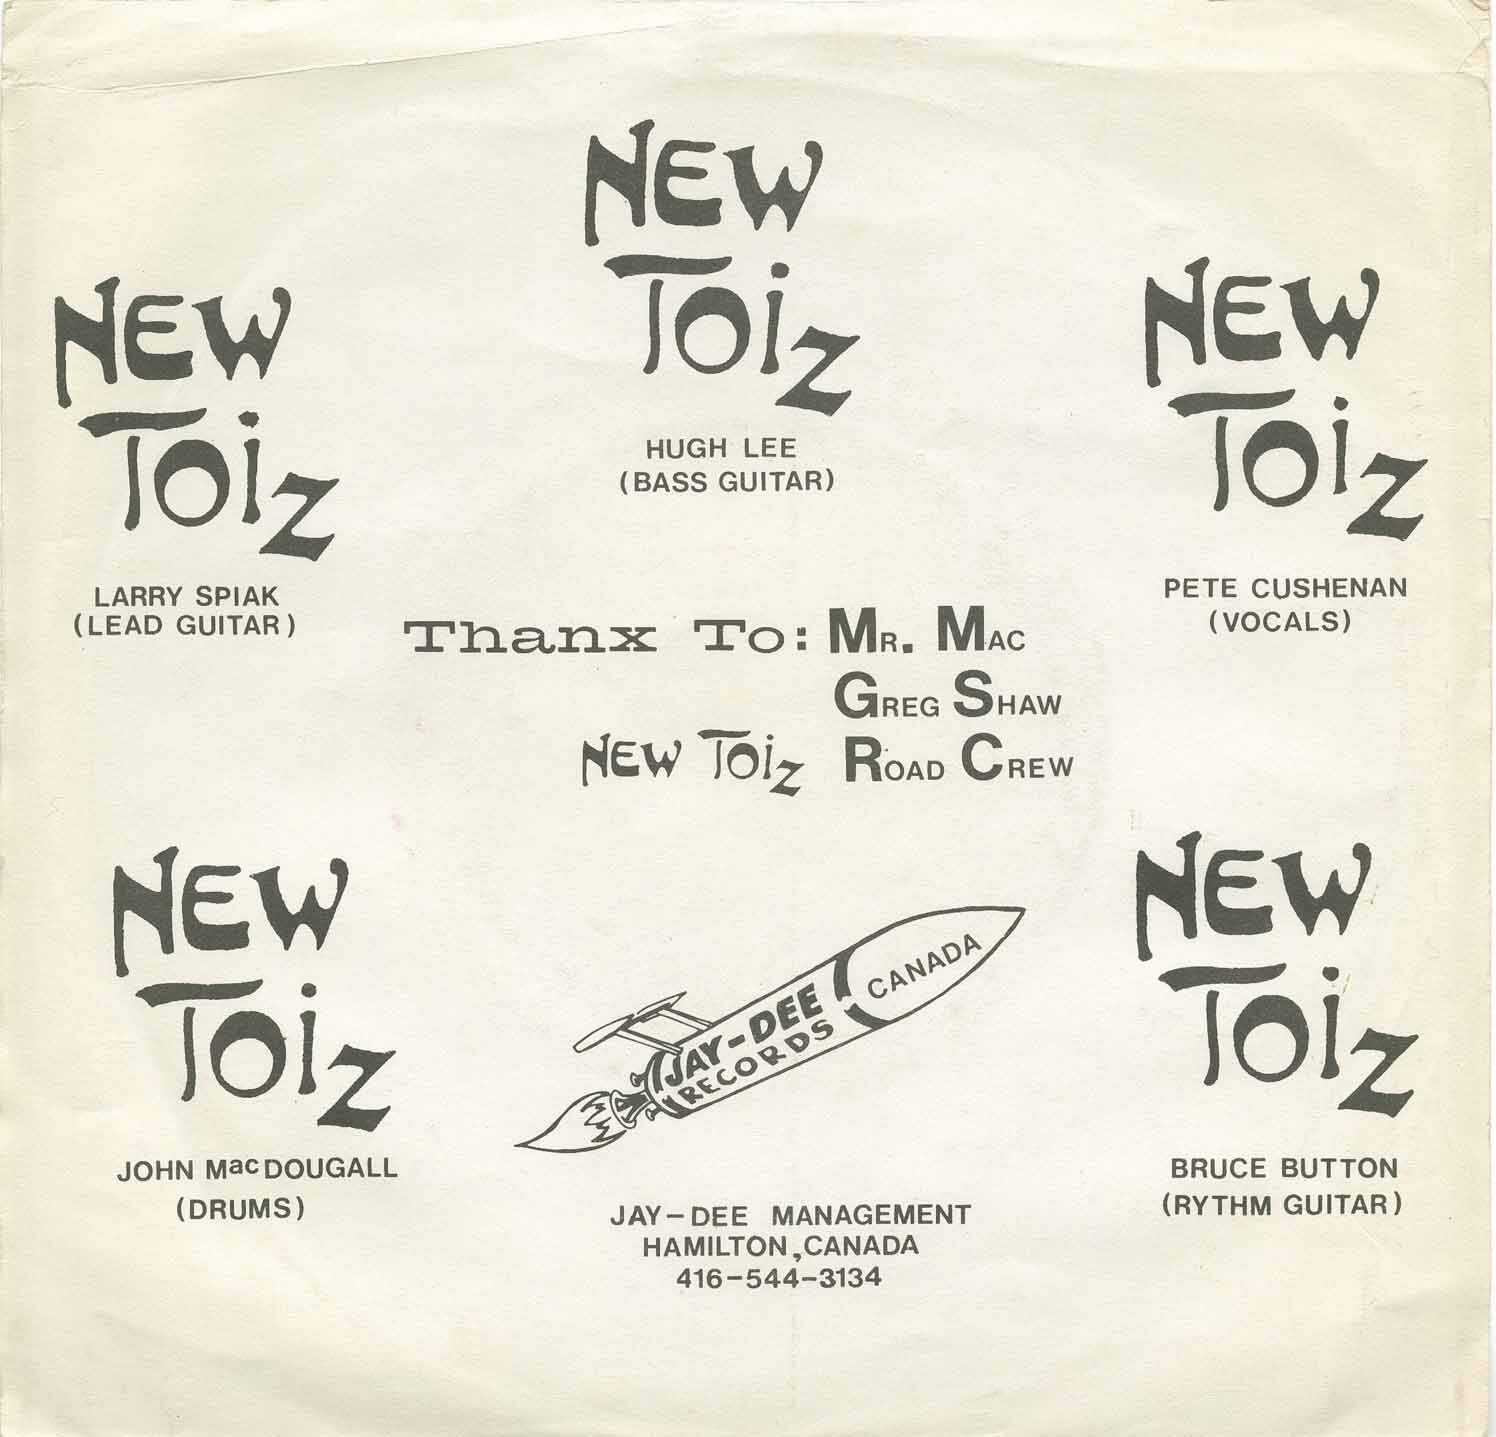 NEW
TOiz
HUGH LEE
(BASS GUITAR)
NEW
TOiz
LARRY SPIAK
(LEAD GUITAR)
NEW
TOiz
PETE CUSHENAN
(VOCALS)
Thanx To: MR. MAC
GREG SHAW
NEW TOiz ROAD CREW
NEW
TOiz
JOHN MacDOUGALL
(DRUMS)
CANADA
JAY-DEE
RECORDS
NEW
TOiz
BRUCE BUTTON
(RYTHM GUITAR)
JAY-DEE MANAGEMENT
HAMILTON, CANADA
416-544-3134